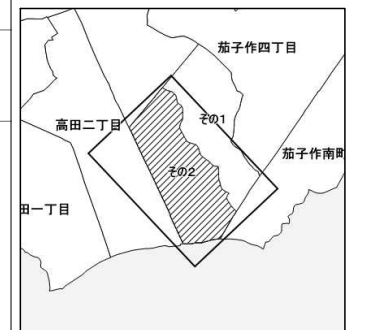 茄子作四丁目
その1
高田二丁目
茄子作南町
その2
田一丁目